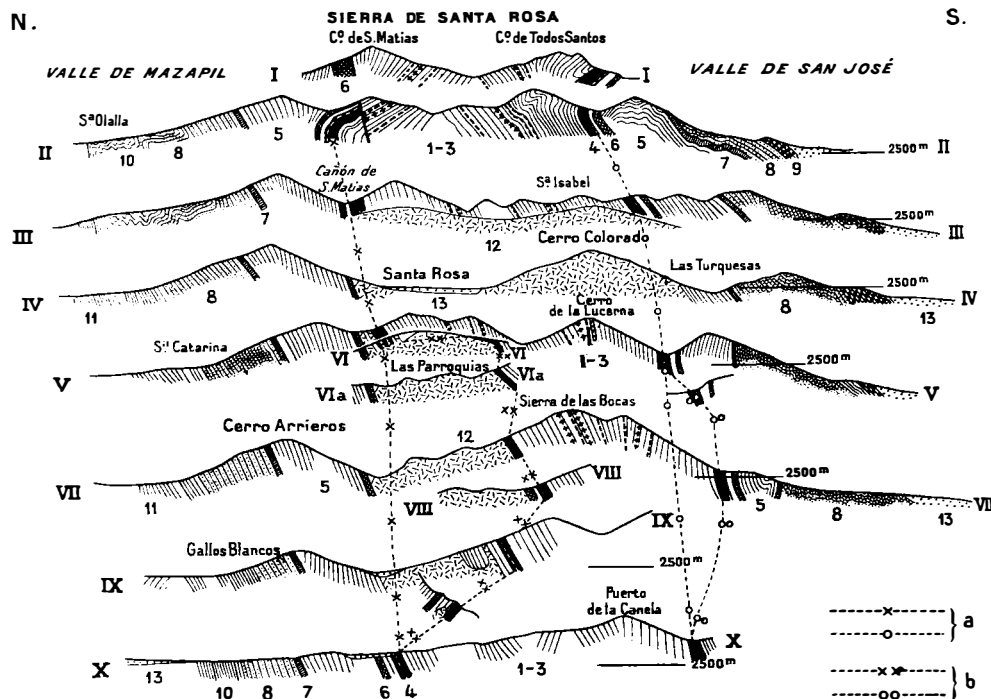 N.
SIERRA DE SANTA ROSA
S.
Cº de S. Matias
Cº de Todos Santos
VALLE DE MAZAPIL
I
6
I
VALLE DE SAN JOSÉ
Sª Olalla
II
10 8 5 1-3 4 6 5 7 8 9
2500 m
II
Cañón de S. Matías
Sª Isabel
III
7
12
2500 m
III
Cerro Colorado
Santa Rosa
Las Turquesas
IV
11 8 13 8 13
2500 m
IV
Cerro de la Lucerna
Sª Catarina
V
VI
VI
1-3
2500 m
V
Las Parroquias
VIa
VIa
Sierra de las Bocas
Cerro Arrieros
12
VII
11 5 5 8 13
2500 m
VII
VIII
VIII
Gallos Blancos
IX
IX
2500 m
Puerto de la Canela
X
13 10 8 7 6 4 1-3
2500 m
X
a
b